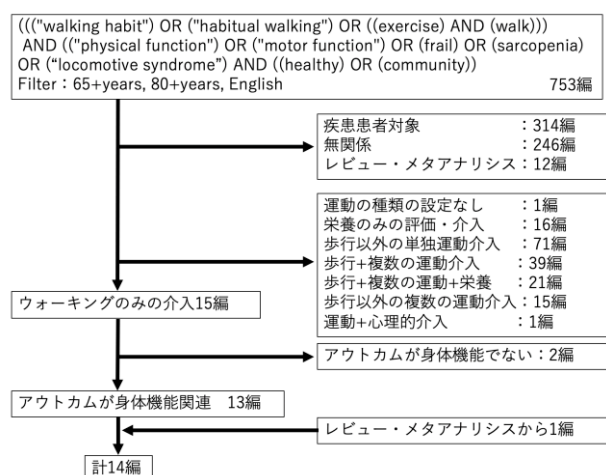 ((("walking habit") OR ("habitual walking") OR ((exercise) AND (walk)))
AND (("physical function") OR ("motor function") OR (frail) OR (sarcopenia)
OR (“locomotive syndrome”) AND ((healthy) OR (community))
Filter：65+years, 80+years, English 753編
疾患患者対象 ：314編
無関係 ：246編
レビュー・メタアナリシス：12編
運動の種類の設定なし ：1編
栄養のみの評価・介入 ：16編
歩行以外の単独運動介入 ：71編
歩行+複数の運動介入 ：39編
歩行+複数の運動+栄養 ：21編
歩行以外の複数の運動介入：15編
運動+心理的介入 ：1編
ウォーキングのみの介入15編
アウトカムが身体機能でない：2編
アウトカムが身体機能関連 13編
レビュー・メタアナリシスから1編
計14編